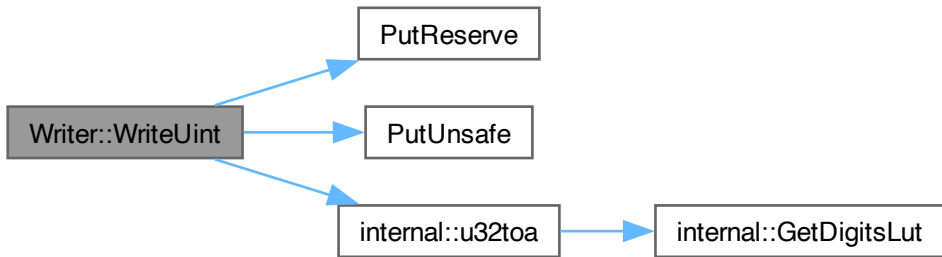 PutReserve
Writer::WriteUint
PutUnsafe
internal::u32toa
internal::GetDigitsLut